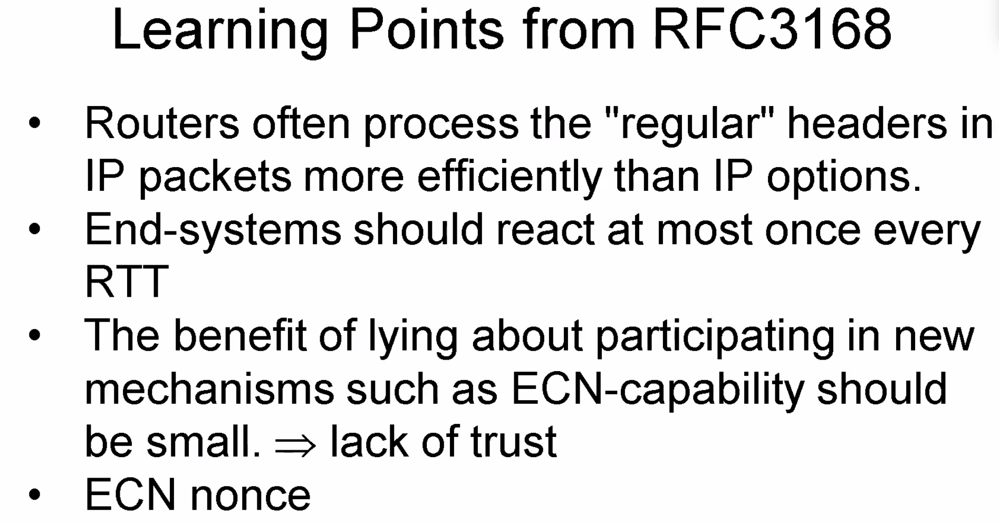 Learning Points from RFC3168
• Routers often process the "regular" headers in
IP packets more efficiently than IP options.
• End-systems should react at most once every
RTT
• The benefit of lying about participating in new
mechanisms such as ECN-capability should
be small. ⇒ lack of trust
• ECN nonce